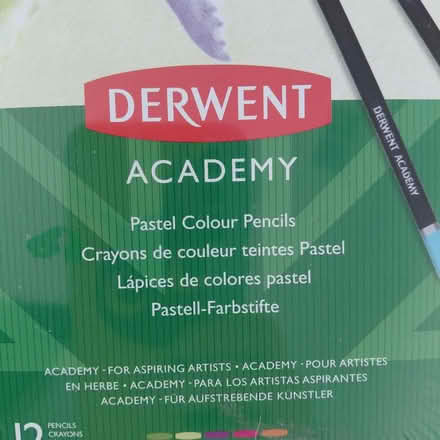 DERWENT
ACADEMY
DERWENT ACADEMY
Pastel Colour Pencils
Crayons de couleur teintes Pastel
Lápices de colores pastel
Pastell-Farbstifte
ACADEMY - FOR ASPIRING ARTISTS • ACADEMY - POUR ARTISTES
EN HERBE • ACADEMY - PARA LOS ARTISTAS ASPIRANTES
ACADEMY - FÜR AUFSTREBENDE KÜNSTLER
12 PENCILS
CRAYONS